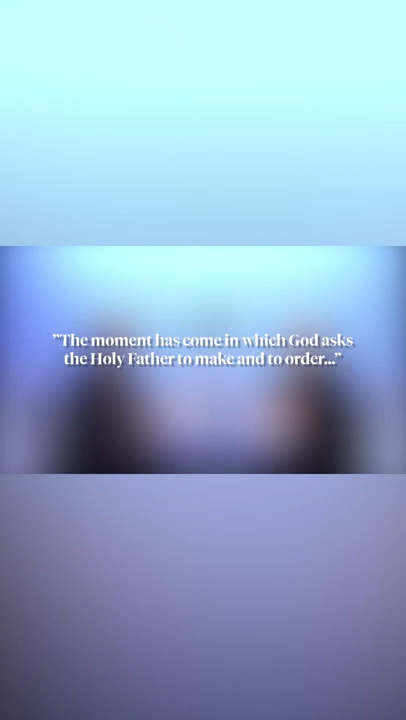 "The moment has come in which God asks
the Holy Father to make and to order..."